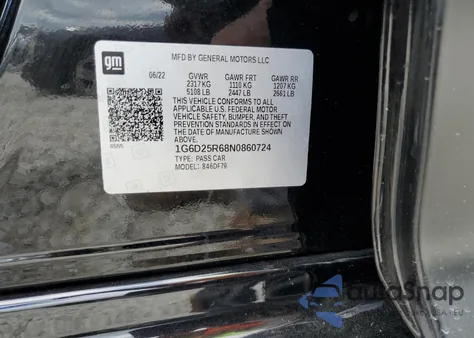 gm
MFD BY GENERAL MOTORS LLC
06/22 GVWR GAWR FRT GAWR RR
2317 KG 1110 KG 1207 KG
5108 LB 2447 LB 2661 LB
THIS VEHICLE CONFORMS TO ALL
APPLICABLE U.S. FEDERAL MOTOR
VEHICLE SAFETY, BUMPER, AND THEFT
PREVENTION STANDARDS IN EFFECT ON
THE DATE OF MANUFACTURE SHOWN
ABOVE.
1G6D25R68N0860724
TYPE: PASS CAR
MODEL: 846DF79
autoSnap